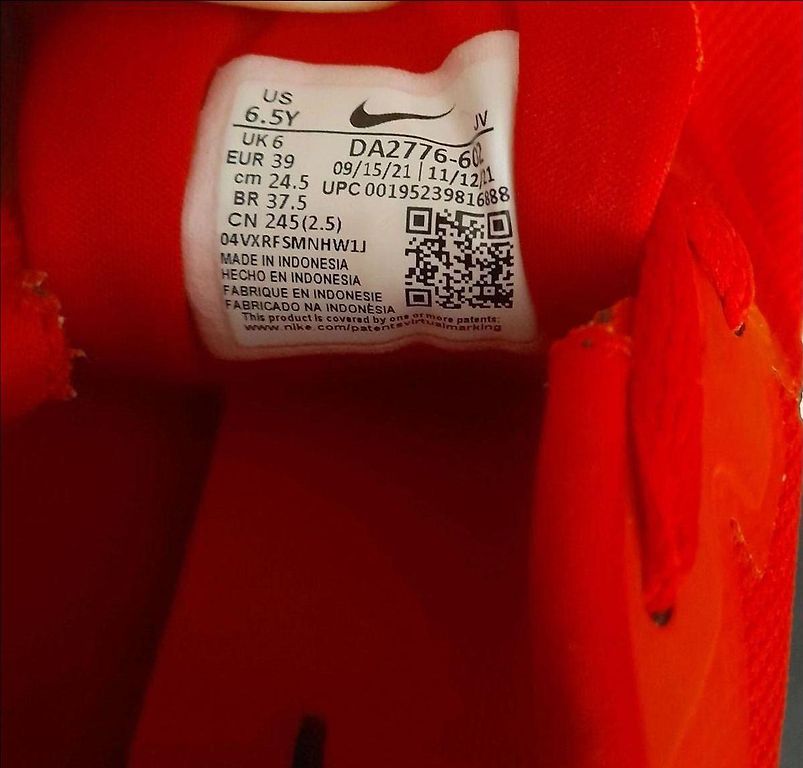 US
6.5Y
JV
UK 6
EUR 39
cm 24.5
BR 37.5
CN 245(2.5)
DA2776-602
09/15/21 | 11/12/21
UPC 00195239816888
04VXRFSMNHW1J
MADE IN INDONESIA
HECHO EN INDONESIA
FABRIQUE EN INDONESIE
FABRICADO NA INDONÉSIA
This product is covered by one or more patents:
www.nike.com/patentsvirtualmarking